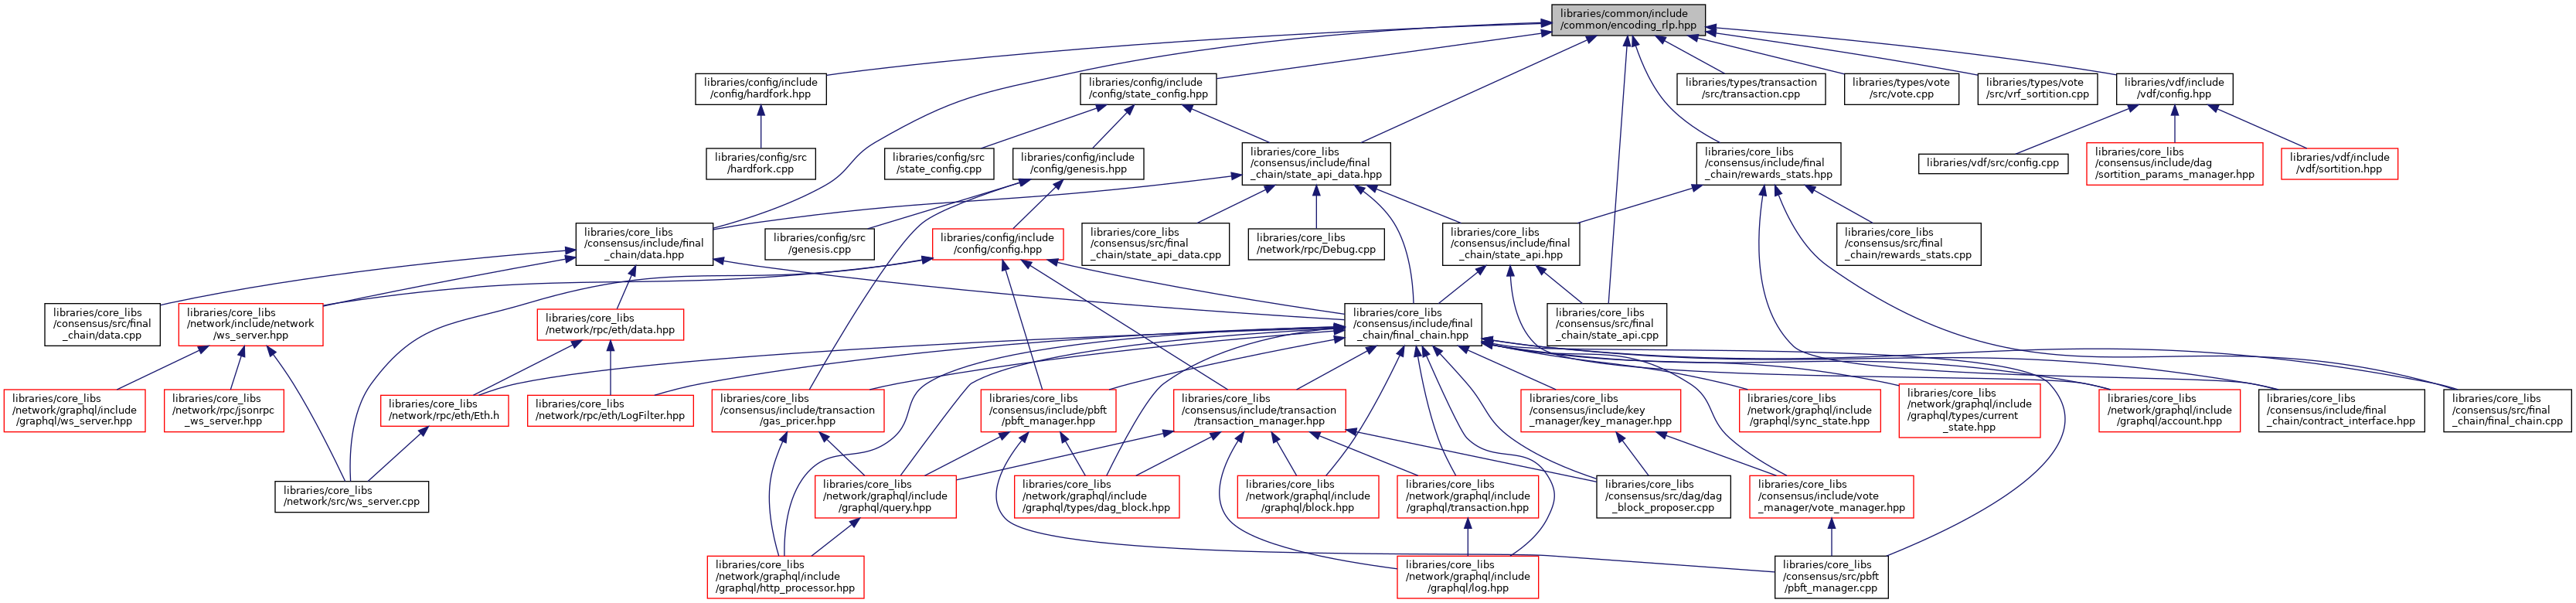 libraries/common/include
/common/encoding_rlp.hpp
libraries/config/include
/config/hardfork.hpp
libraries/config/include
/config/state_config.hpp
libraries/types/transaction
/src/transaction.cpp
libraries/types/vote
/src/vote.cpp
libraries/types/vote
/src/vrf_sortition.cpp
libraries/vdf/include
/vdf/config.hpp
libraries/config/src
/hardfork.cpp
libraries/config/src
/state_config.cpp
libraries/config/include
/config/genesis.hpp
libraries/core_libs
/consensus/include/final
_chain/state_api_data.hpp
libraries/core_libs
/consensus/include/final
_chain/rewards_stats.hpp
libraries/vdf/src/config.cpp
libraries/core_libs
/consensus/include/dag
/sortition_params_manager.hpp
libraries/vdf/include
/vdf/sortition.hpp
libraries/core_libs
/consensus/include/final
_chain/data.hpp
libraries/config/src
/genesis.cpp
libraries/config/include
/config/config.hpp
libraries/core_libs
/consensus/src/final
_chain/state_api_data.cpp
libraries/core_libs
/network/rpc/Debug.cpp
libraries/core_libs
/consensus/include/final
_chain/state_api.hpp
libraries/core_libs
/consensus/src/final
_chain/rewards_stats.cpp
libraries/core_libs
/consensus/src/final
_chain/data.cpp
libraries/core_libs
/network/include/network
/ws_server.hpp
libraries/core_libs
/network/rpc/eth/data.hpp
libraries/core_libs
/consensus/include/final
_chain/final_chain.hpp
libraries/core_libs
/consensus/src/final
_chain/state_api.cpp
libraries/core_libs
/network/graphql/include
/graphql/ws_server.hpp
libraries/core_libs
/network/rpc/jsonrpc
_ws_server.hpp
libraries/core_libs
/network/rpc/eth/Eth.h
libraries/core_libs
/network/rpc/eth/LogFilter.hpp
libraries/core_libs
/consensus/include/transaction
/gas_pricer.hpp
libraries/core_libs
/consensus/include/pbft
/pbft_manager.hpp
libraries/core_libs
/consensus/include/transaction
/transaction_manager.hpp
libraries/core_libs
/consensus/include/key
_manager/key_manager.hpp
libraries/core_libs
/network/graphql/include
/graphql/sync_state.hpp
libraries/core_libs
/network/graphql/include
/graphql/types/current
_state.hpp
libraries/core_libs
/network/graphql/include
/graphql/account.hpp
libraries/core_libs
/consensus/include/final
_chain/contract_interface.hpp
libraries/core_libs
/consensus/src/final
_chain/final_chain.cpp
libraries/core_libs
/network/src/ws_server.cpp
libraries/core_libs
/network/graphql/include
/graphql/query.hpp
libraries/core_libs
/network/graphql/include
/graphql/types/dag_block.hpp
libraries/core_libs
/network/graphql/include
/graphql/block.hpp
libraries/core_libs
/network/graphql/include
/graphql/transaction.hpp
libraries/core_libs
/consensus/src/dag/dag
_block_proposer.cpp
libraries/core_libs
/consensus/include/vote
_manager/vote_manager.hpp
libraries/core_libs
/network/graphql/include
/graphql/http_processor.hpp
libraries/core_libs
/network/graphql/include
/graphql/log.hpp
libraries/core_libs
/consensus/src/pbft
/pbft_manager.cpp